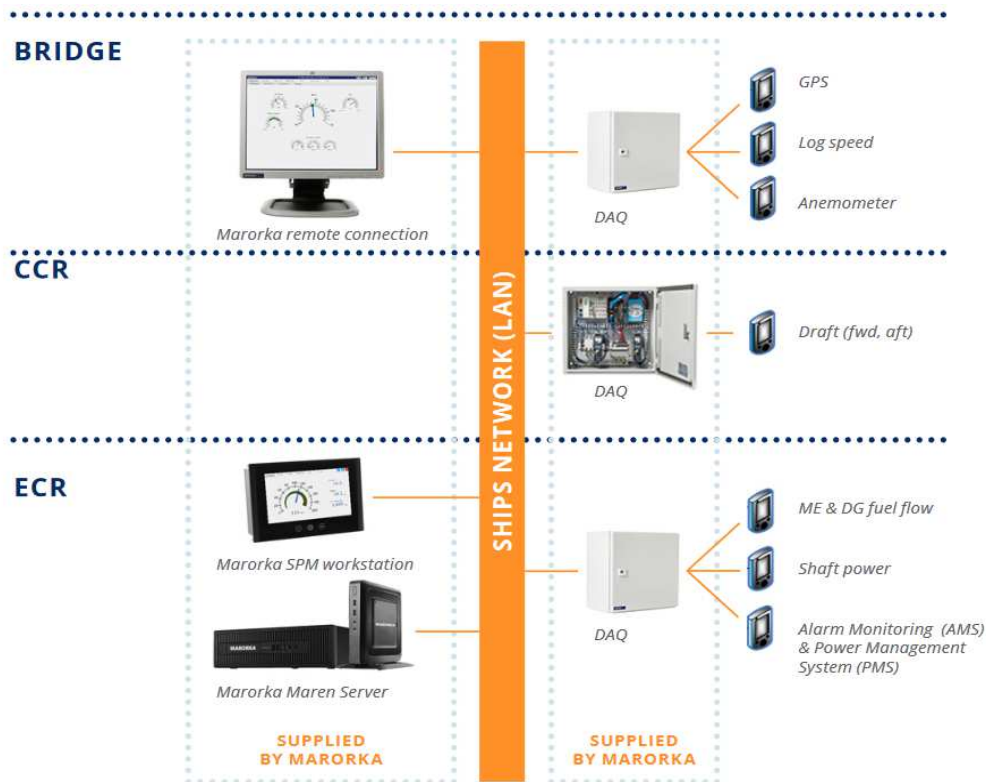 BRIDGE
GPS
Log speed
Anemometer
Marorka remote connection
DAQ
CCR
SHIPS NETWORK (LAN)
Draft (fwd, aft)
DAQ
ECR
ME & DG fuel flow
Marorka SPM workstation
Shaft power
DAQ
Alarm Monitoring (AMS)
& Power Management
System (PMS)
MARORKA
MARORKA
Marorka Maren Server
SUPPLIED
BY MARORKA
SUPPLIED
BY MARORKA